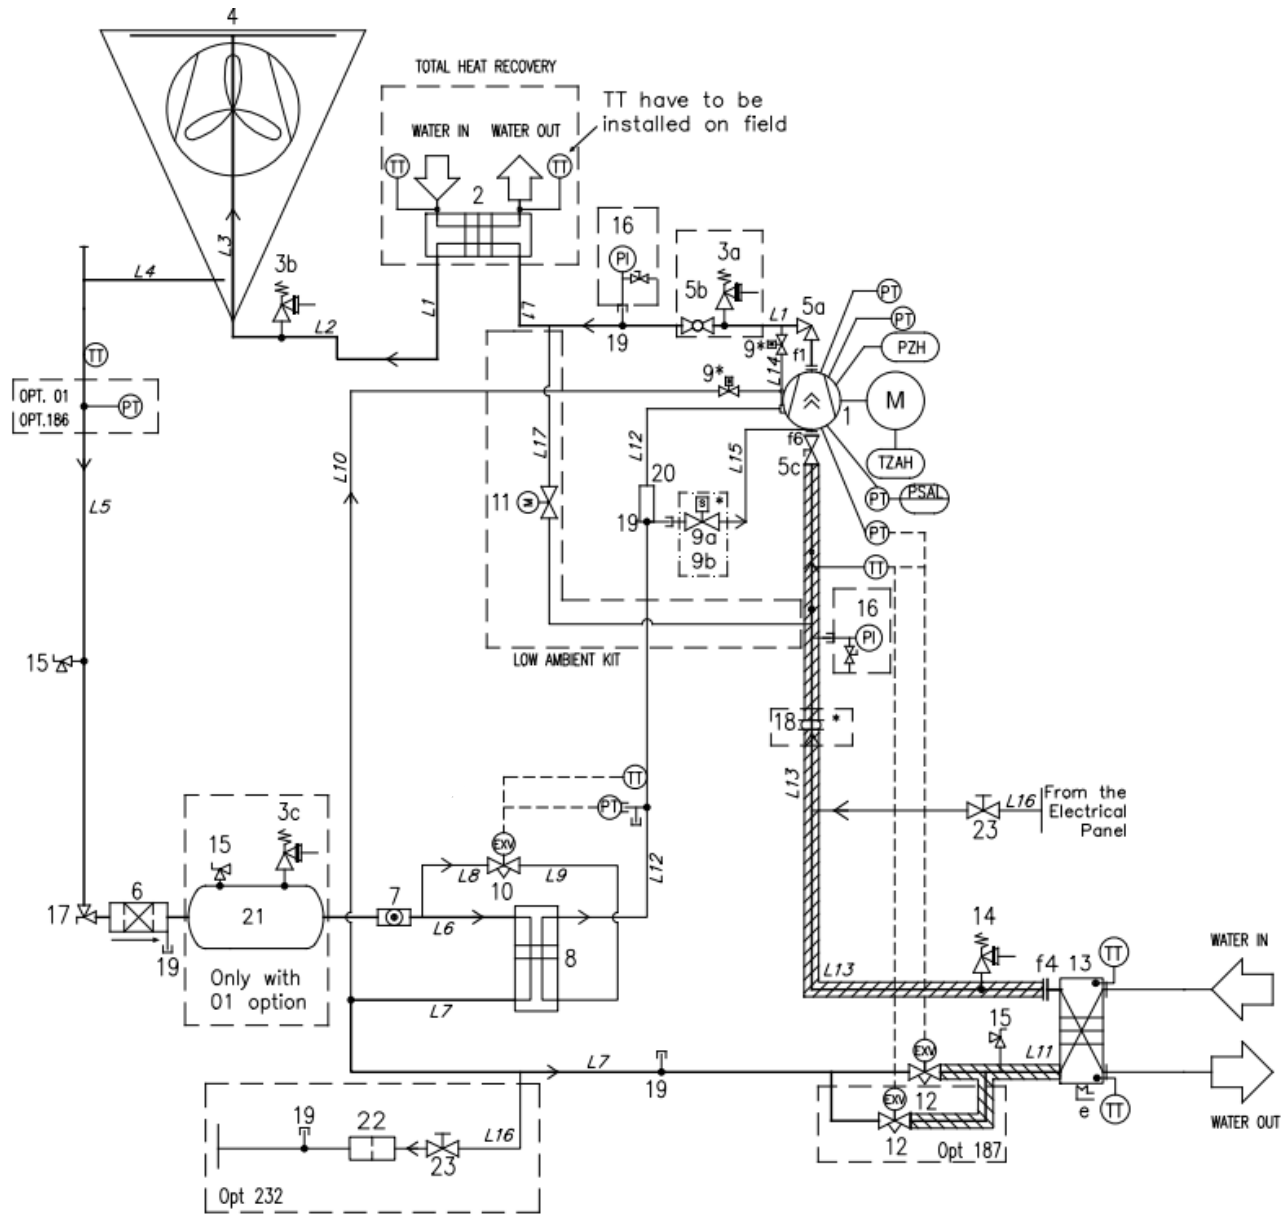 4
TOTAL HEAT RECOVERY
TT have to be
installed on field
WATER IN
WATER OUT
TT
TT
2
16
3a
PI
5b
5a
PT
L3
3b
L4
L1
L1
L1
PT
L2
19
9*
f1
PZH
TT
L14
9*
M
1
OPT. 01
OPT.186
PT
L12
L15
f6
L17
5c
TZAH
L10
20
PT
PSAL
L5
11
M
S
*
19
9a
9b
PT
TT
16
PI
15
LOW AMBIENT KIT
18
*
TT
L13
From the
Electrical
Panel
L16
PT
23
3c
15
EXV
L8
L9
10
L12
6
7
17
21
L6
14
WATER IN
19
8
L13
f4
13
TT
Only with
01 option
L7
15
L7
EXV
L11
19
19
22
EXV
12
e
TT
WATER OUT
L16
23
12
Opt 187
Opt 232